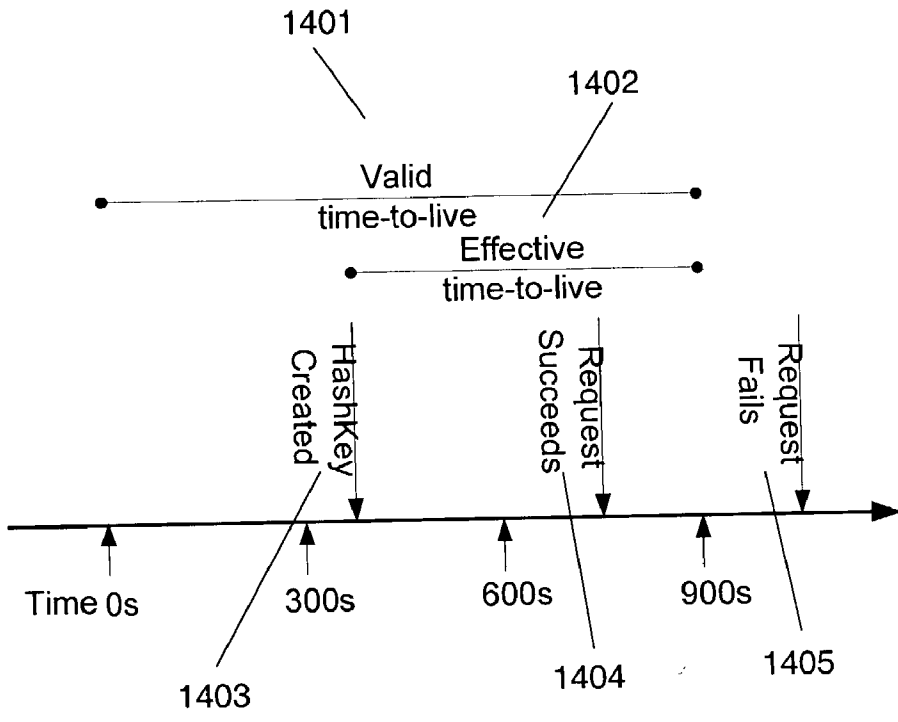 1401
1402
Valid
time-to-live
Effective
time-to-live
HashKey
Created
Request
Succeeds
Request
Fails
Time 0s
300s
600s
900s
1403
1404
1405